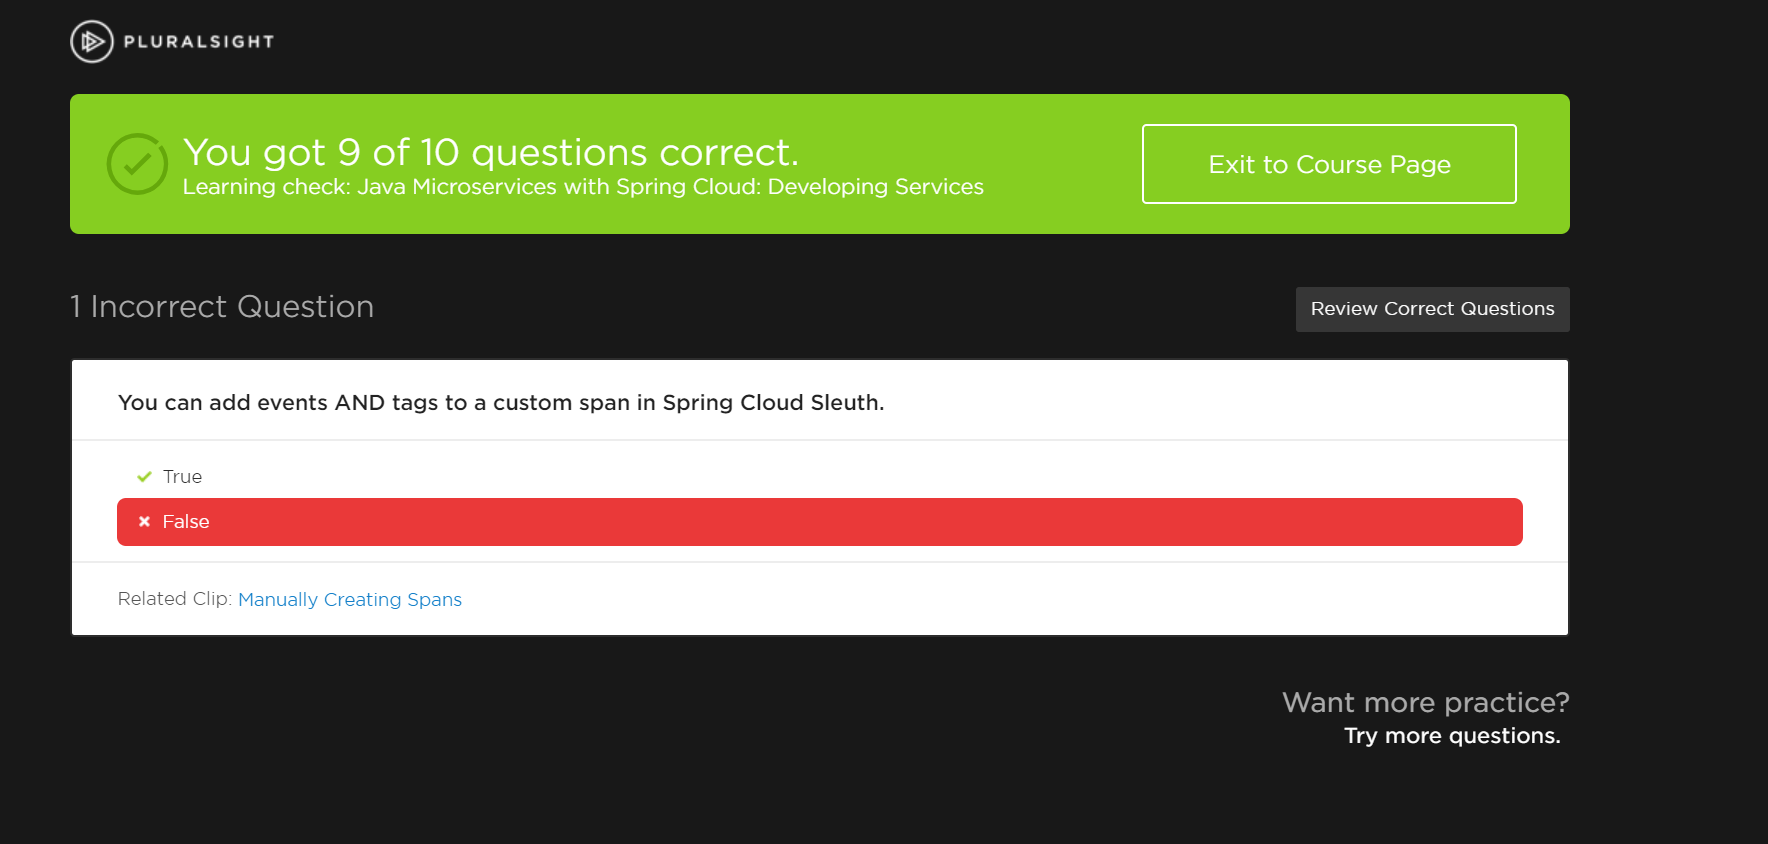 PLURALSIGHT
You got 9 of 10 questions correct.
Learning check: Java Microservices with Spring Cloud: Developing Services
Exit to Course Page
1 Incorrect Question
Review Correct Questions
You can add events AND tags to a custom span in Spring Cloud Sleuth.
True
False
Related Clip: Manually Creating Spans
Want more practice?
Try more questions.